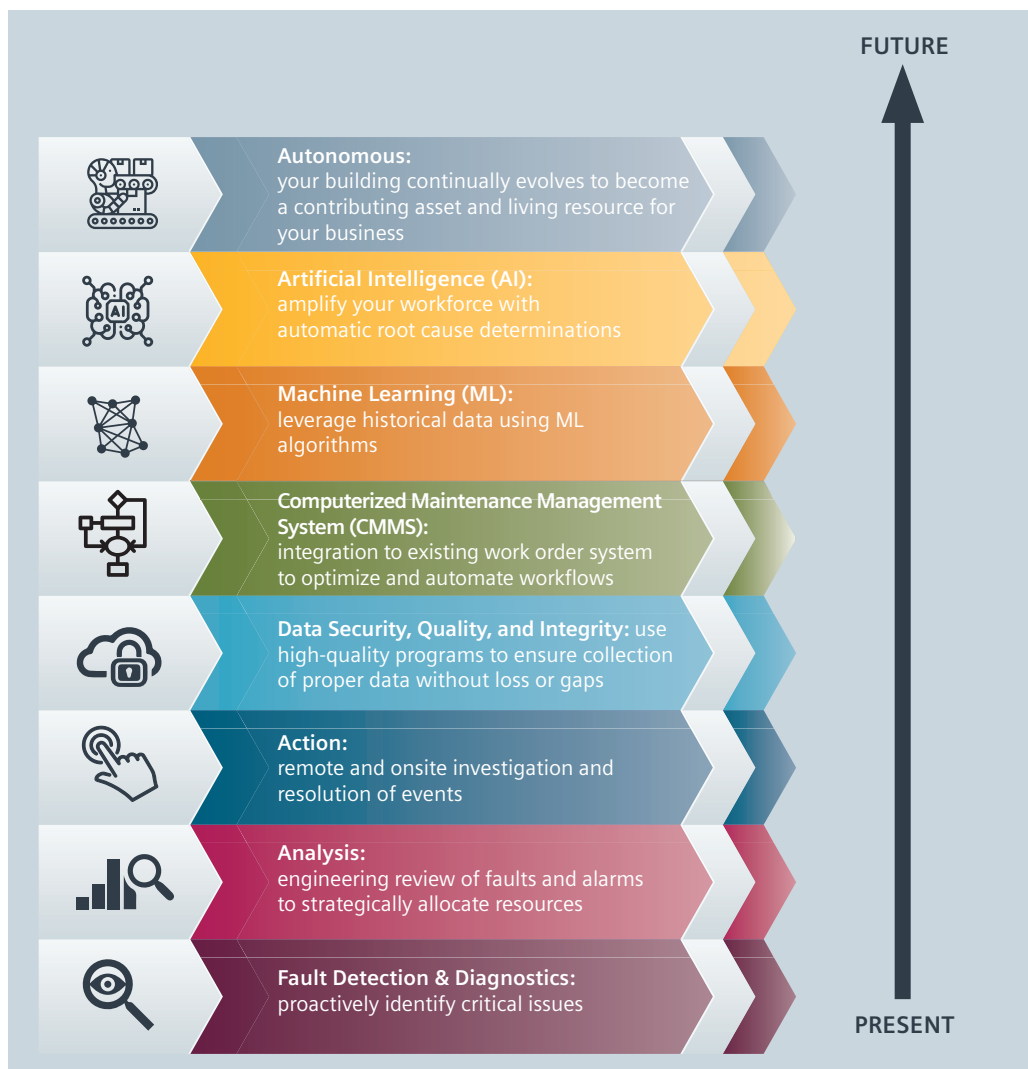 FUTURE
Autonomous:
your building continually evolves to become
a contributing asset and living resource for
your business
Artificial Intelligence (AI):
amplify your workforce with
automatic root cause determinations
AI
Machine Learning (ML):
leverage historical data using ML
algorithms
Computerized Maintenance Management
System (CMMS):
integration to existing work order system
to optimize and automate workflows
Data Security, Quality, and Integrity: use
high-quality programs to ensure collection
of proper data without loss or gaps
Action:
remote and onsite investigation and
resolution of events
Analysis:
engineering review of faults and alarms
to strategically allocate resources
Fault Detection & Diagnostics:
proactively identify critical issues
PRESENT